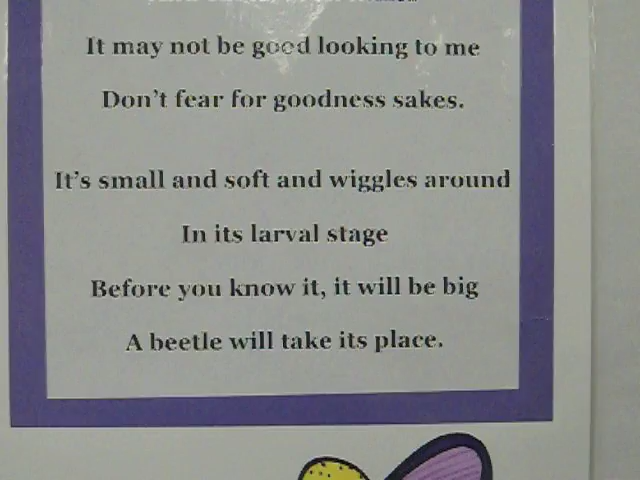 It may not be good looking to me
Don't fear for goodness sakes.
It's small and soft and wiggles around
In its larval stage
Before you know it, it will be big
A beetle will take its place.